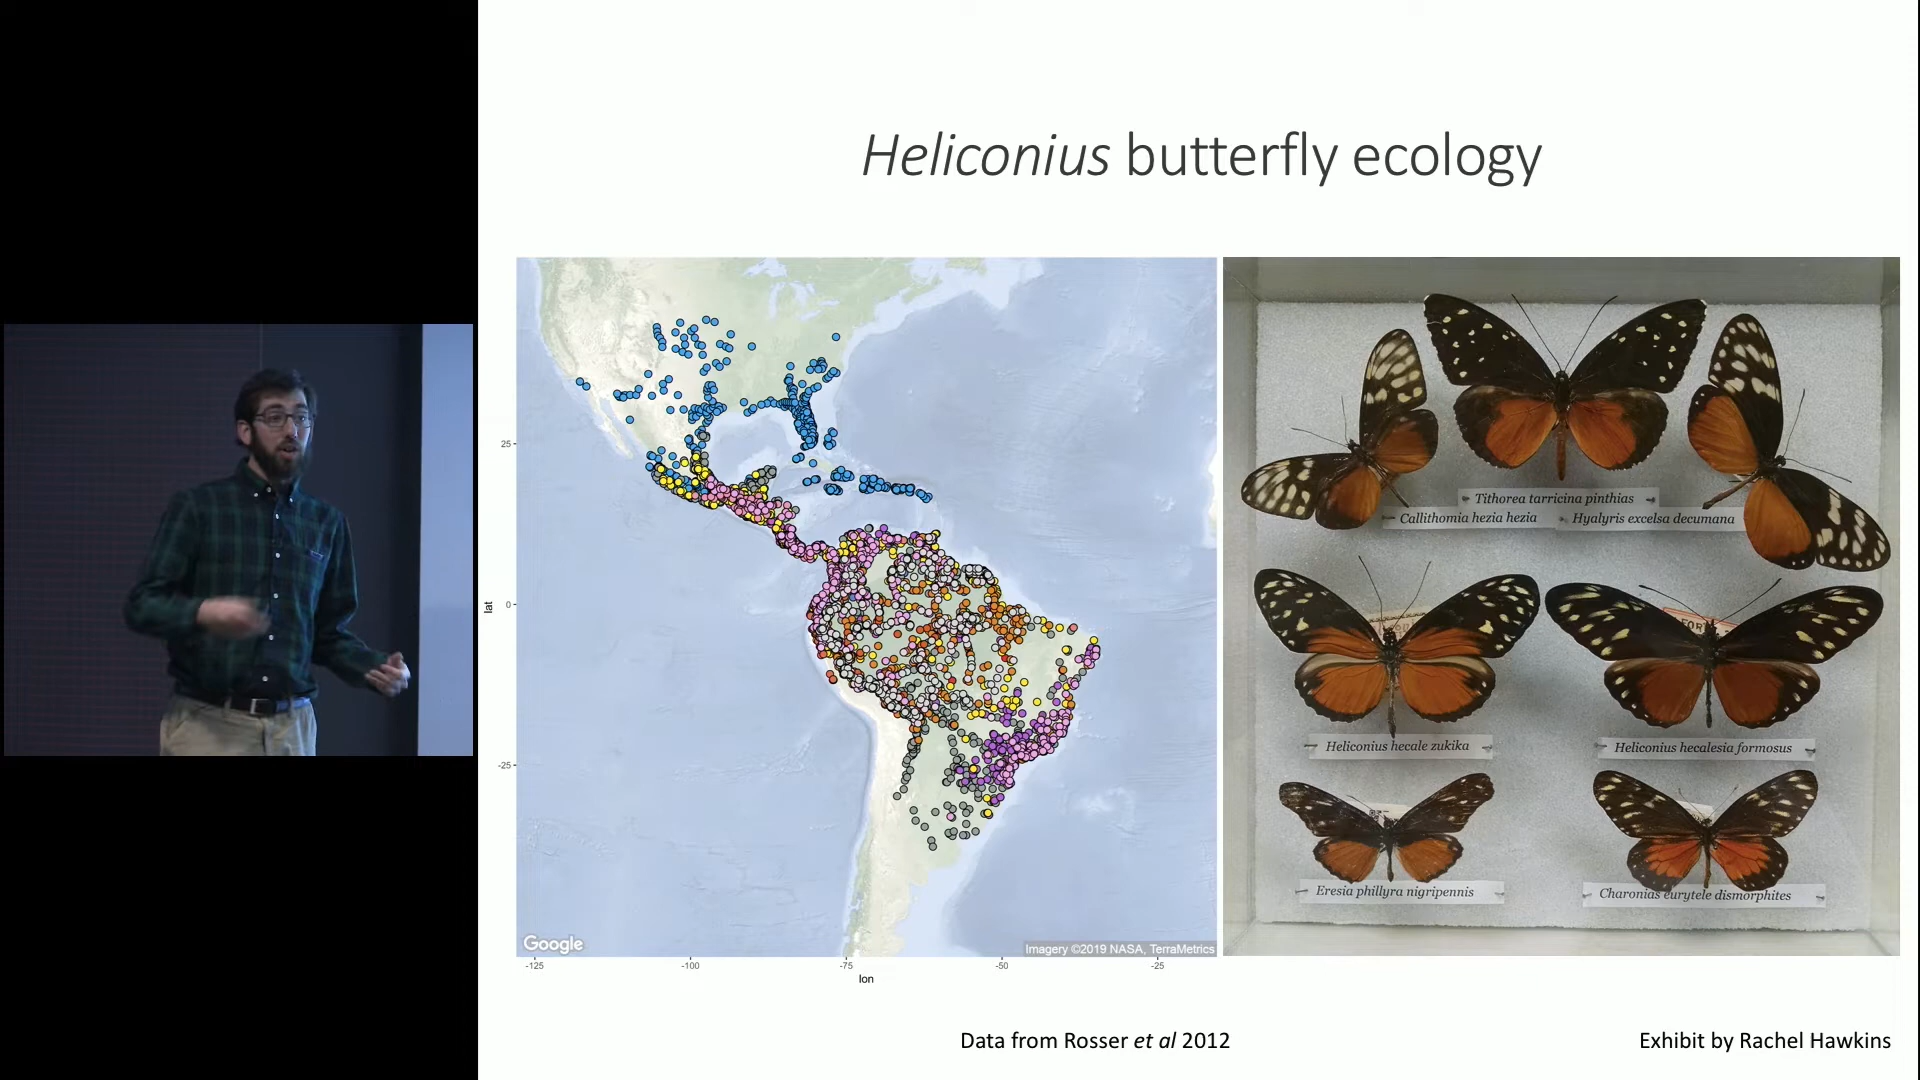 Heliconius butterfly ecology
25
0
-25
lat
-125
-100
-75
-50
-25
lon
Google
Imagery ©2019 NASA, TerraMetrics
Tithorea tarricina pinthias
Callithomia hezia hezia
Hyalyris excelsa decumana
Heliconius hecale zukika
Heliconius hecalesia formosus
Eresia phillyra nigripennis
Charonias eurytele dismorphites
Data from Rosser et al 2012
Exhibit by Rachel Hawkins